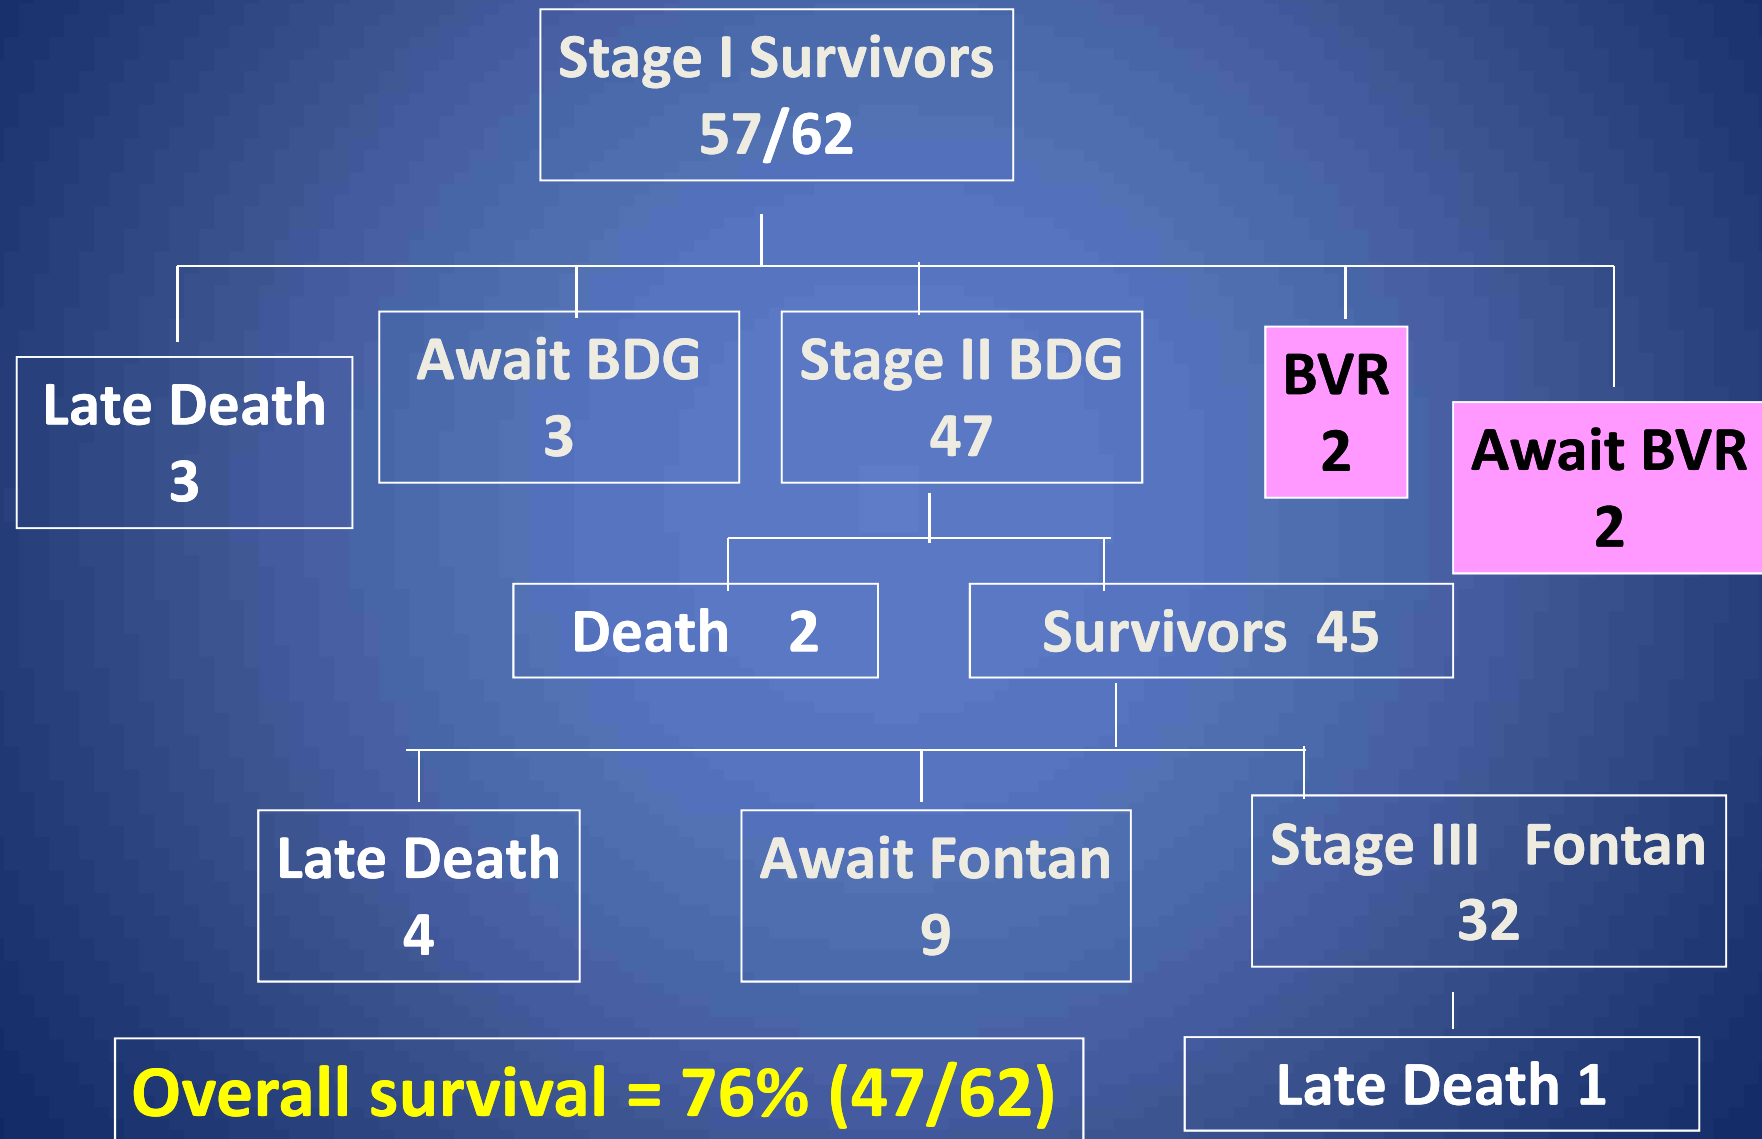 Stage I Survivors
57/62
Late Death
3
Await BDG
3
Stage II BDG
47
BVR
2
Await BVR
2
Death 2
Survivors 45
Late Death
4
Await Fontan
9
Stage III Fontan
32
Overall survival = 76% (47/62)
Late Death 1